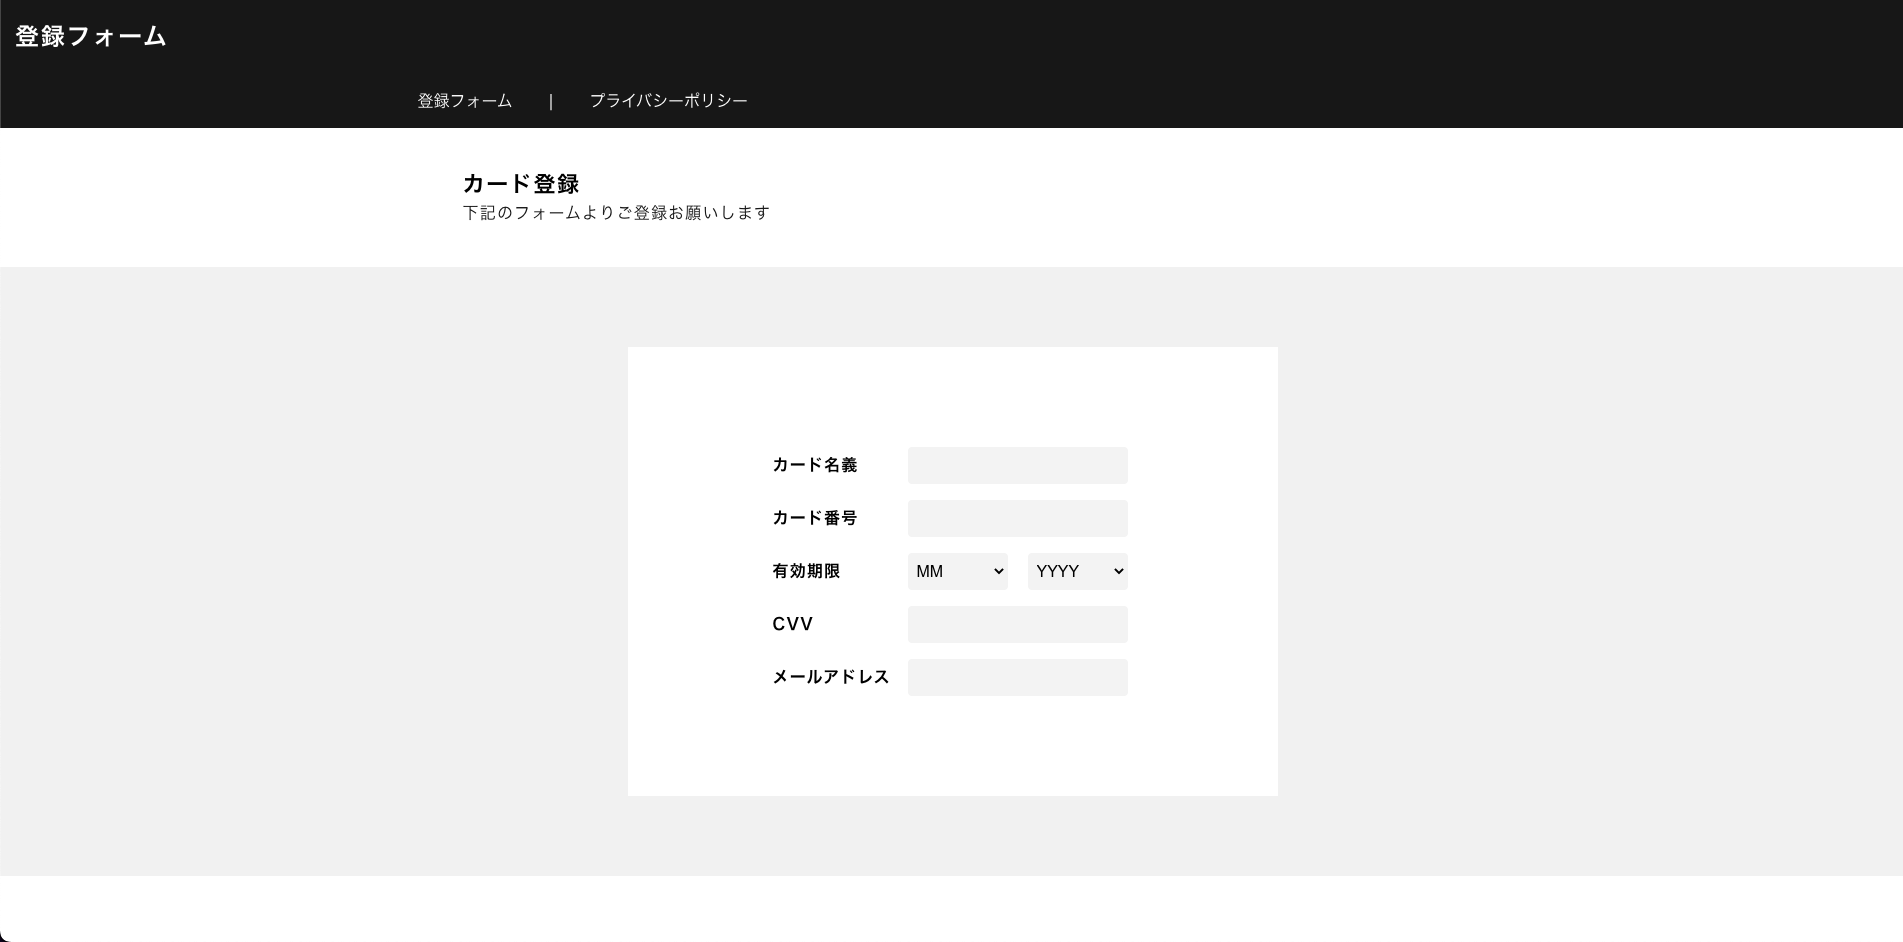 登録フォーム
登録フォーム | プライバシーポリシー
カード登録
下記のフォームよりご登録お願いします
カード名義
カード番号
有効期限 MM YYYY
CVV
メールアドレス